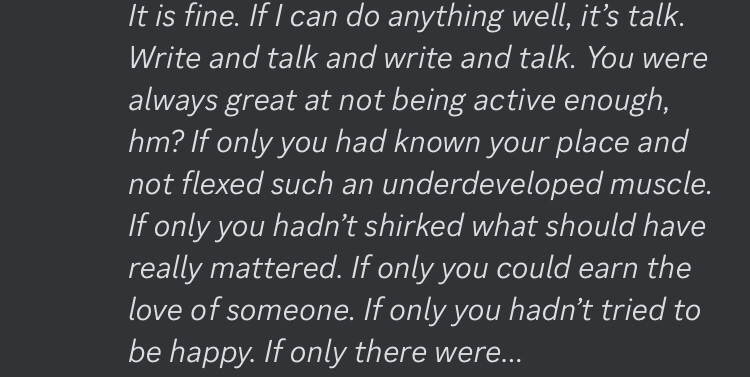 It is fine. If I can do anything well, it’s talk.
Write and talk and write and talk. You were
always great at not being active enough,
hm? If only you had known your place and
not flexed such an underdeveloped muscle.
If only you hadn’t shirked what should have
really mattered. If only you could earn the
love of someone. If only you hadn’t tried to
be happy. If only there were...